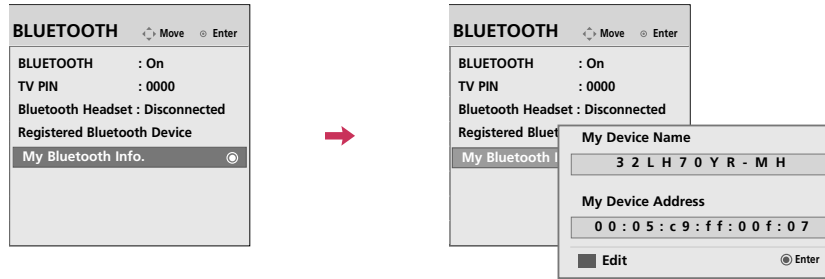 BLUETOOTH Move Enter
BLUETOOTH : On
TV PIN : 0000
Bluetooth Headset : Disconnected
Registered Bluetooth Device
My Bluetooth Info.
BLUETOOTH Move Enter
BLUETOOTH : On
TV PIN : 0000
Bluetooth Headset : Disconnected
Registered Bluet
My Bluetooth I
My Device Name
32LH70YR-MH
My Device Address
00:05:c9:ff:00f:07
Edit Enter